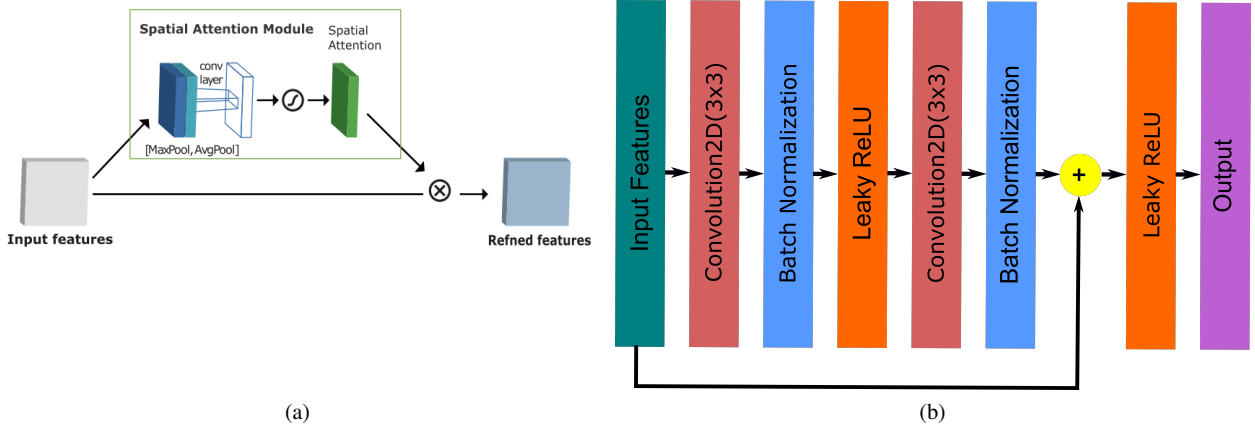 Spatial Attention Module
Spatial
Attention
conv
layer
[MaxPool, AvgPool]
Input features
Refned features
(a)
Input Features
Convolution2D(3x3)
Batch Normalization
Leaky ReLU
Convolution2D(3x3)
Batch Normalization
+
Leaky ReLU
Output
(b)